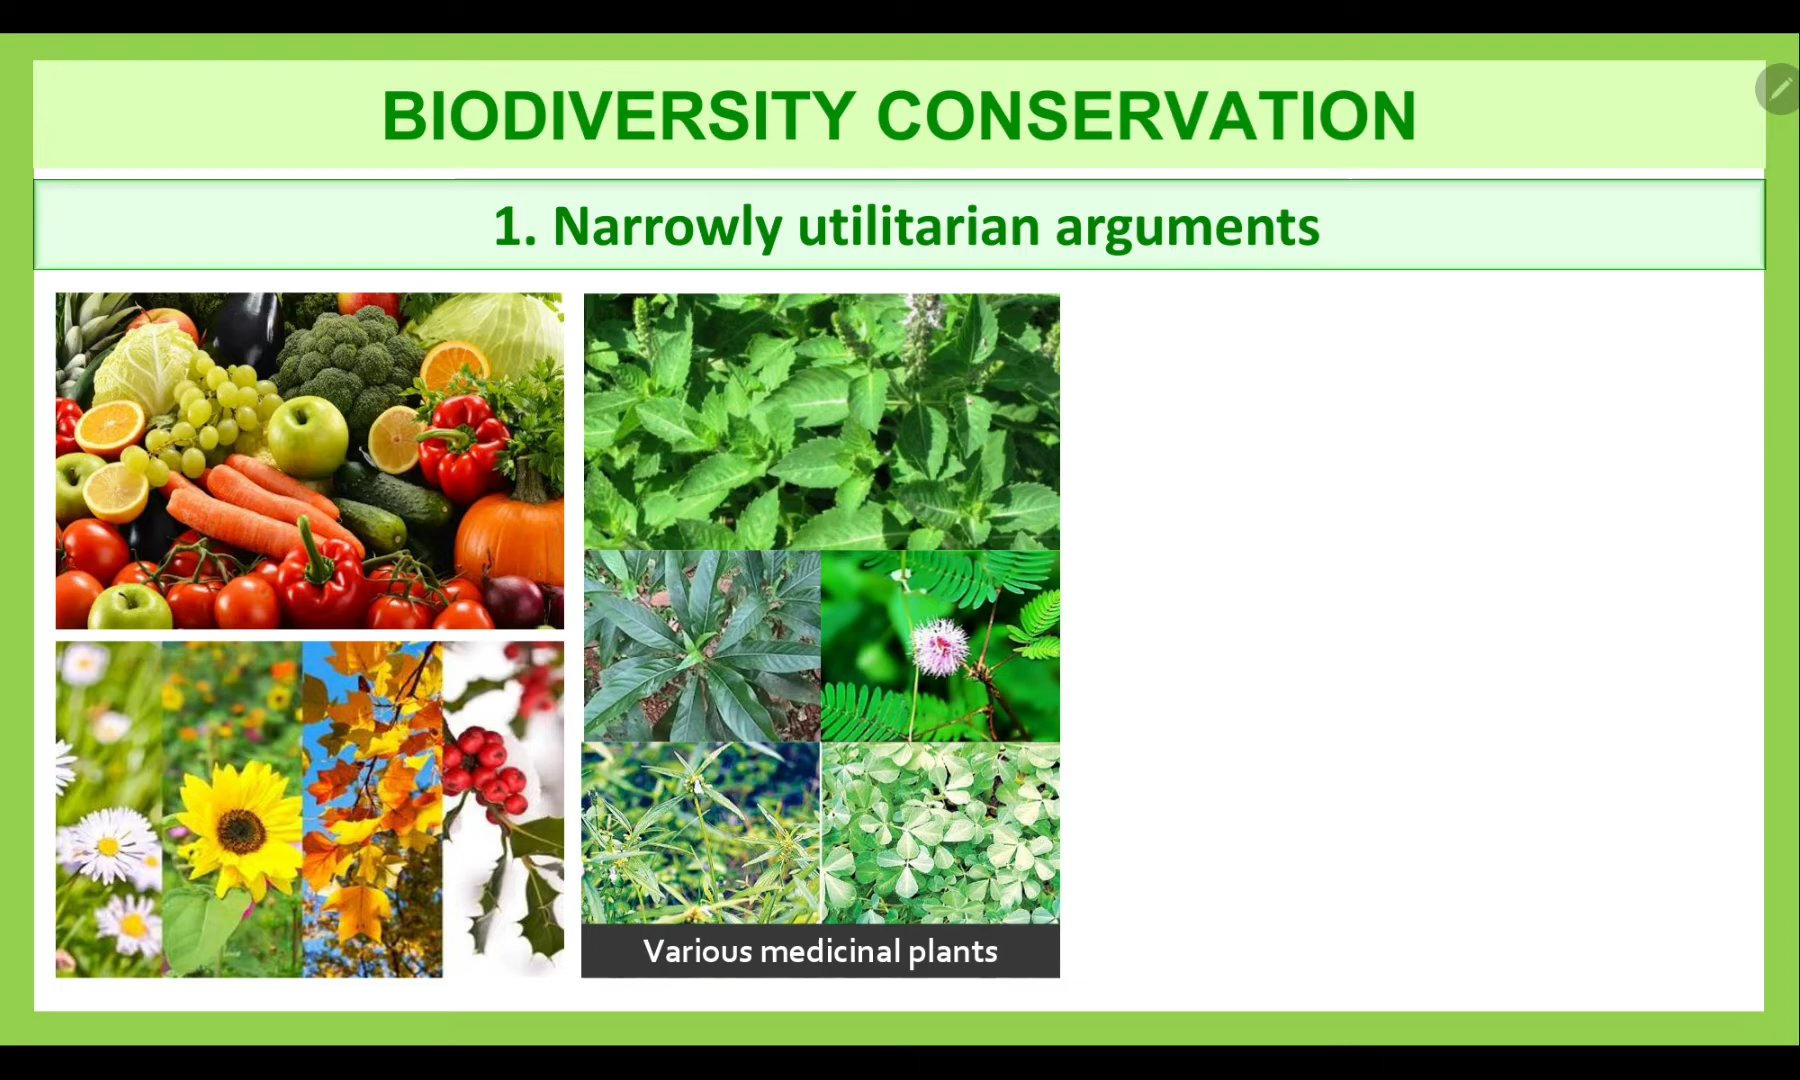 BIODIVERSITY CONSERVATION
1. Narrowly utilitarian arguments
Various medicinal plants